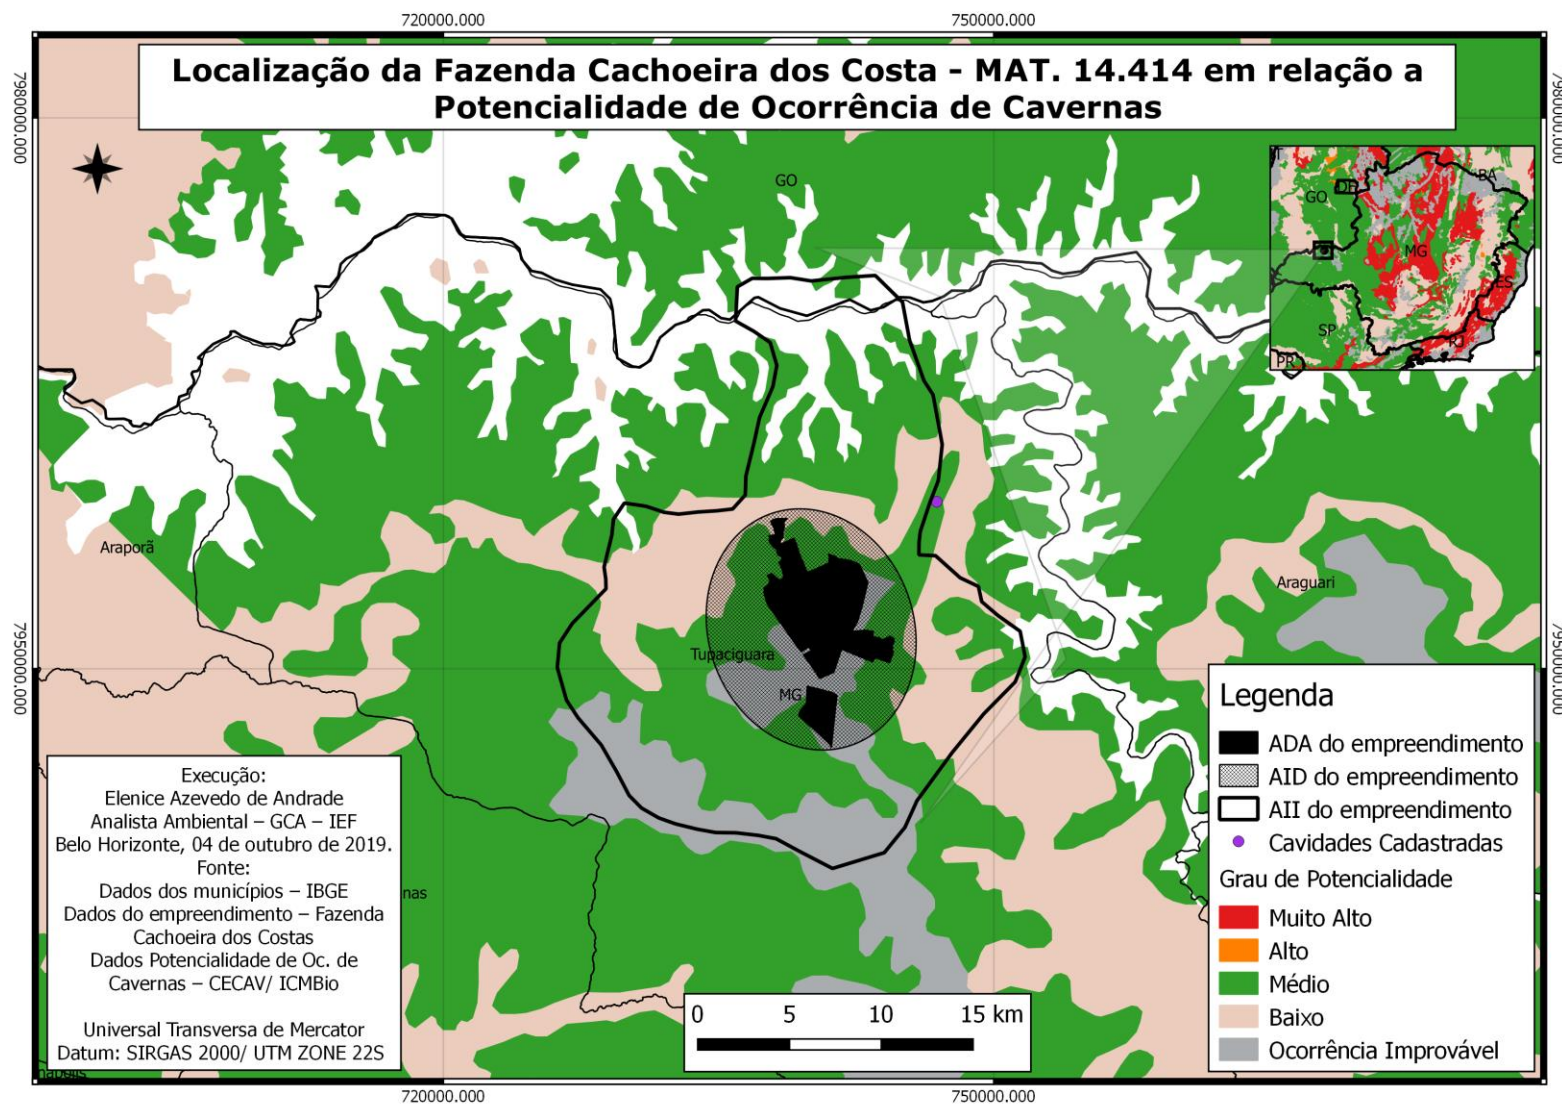 720000.000
750000.000
Localização da Fazenda Cachoeira dos Costa - MAT. 14.414 em relação a
Potencialidade de Ocorrência de Cavernas
7980000.000
7980000.000
GO
BA
DF
GO
MG
ES
SP
RJ
PR
Araporã
Araguari
Tupaciguara
MG
7950000.000
7950000.000
Legenda
ADA do empreendimento
AID do empreendimento
AII do empreendimento
Cavidades Cadastradas
Grau de Potencialidade
Muito Alto
Alto
Médio
Baixo
Ocorrência Improvável
Execução:
Elenice Azevedo de Andrade
Analista Ambiental – GCA – IEF
Belo Horizonte, 04 de outubro de 2019.
Fonte:
Dados dos municípios – IBGE
Dados do empreendimento – Fazenda
Cachoeira dos Costas
Dados Potencialidade de Oc. de
Cavernas – CECAV/ ICMBio
Universal Transversa de Mercator
Datum: SIRGAS 2000/ UTM ZONE 22S
nas
0 5 10 15 km
720000.000
750000.000